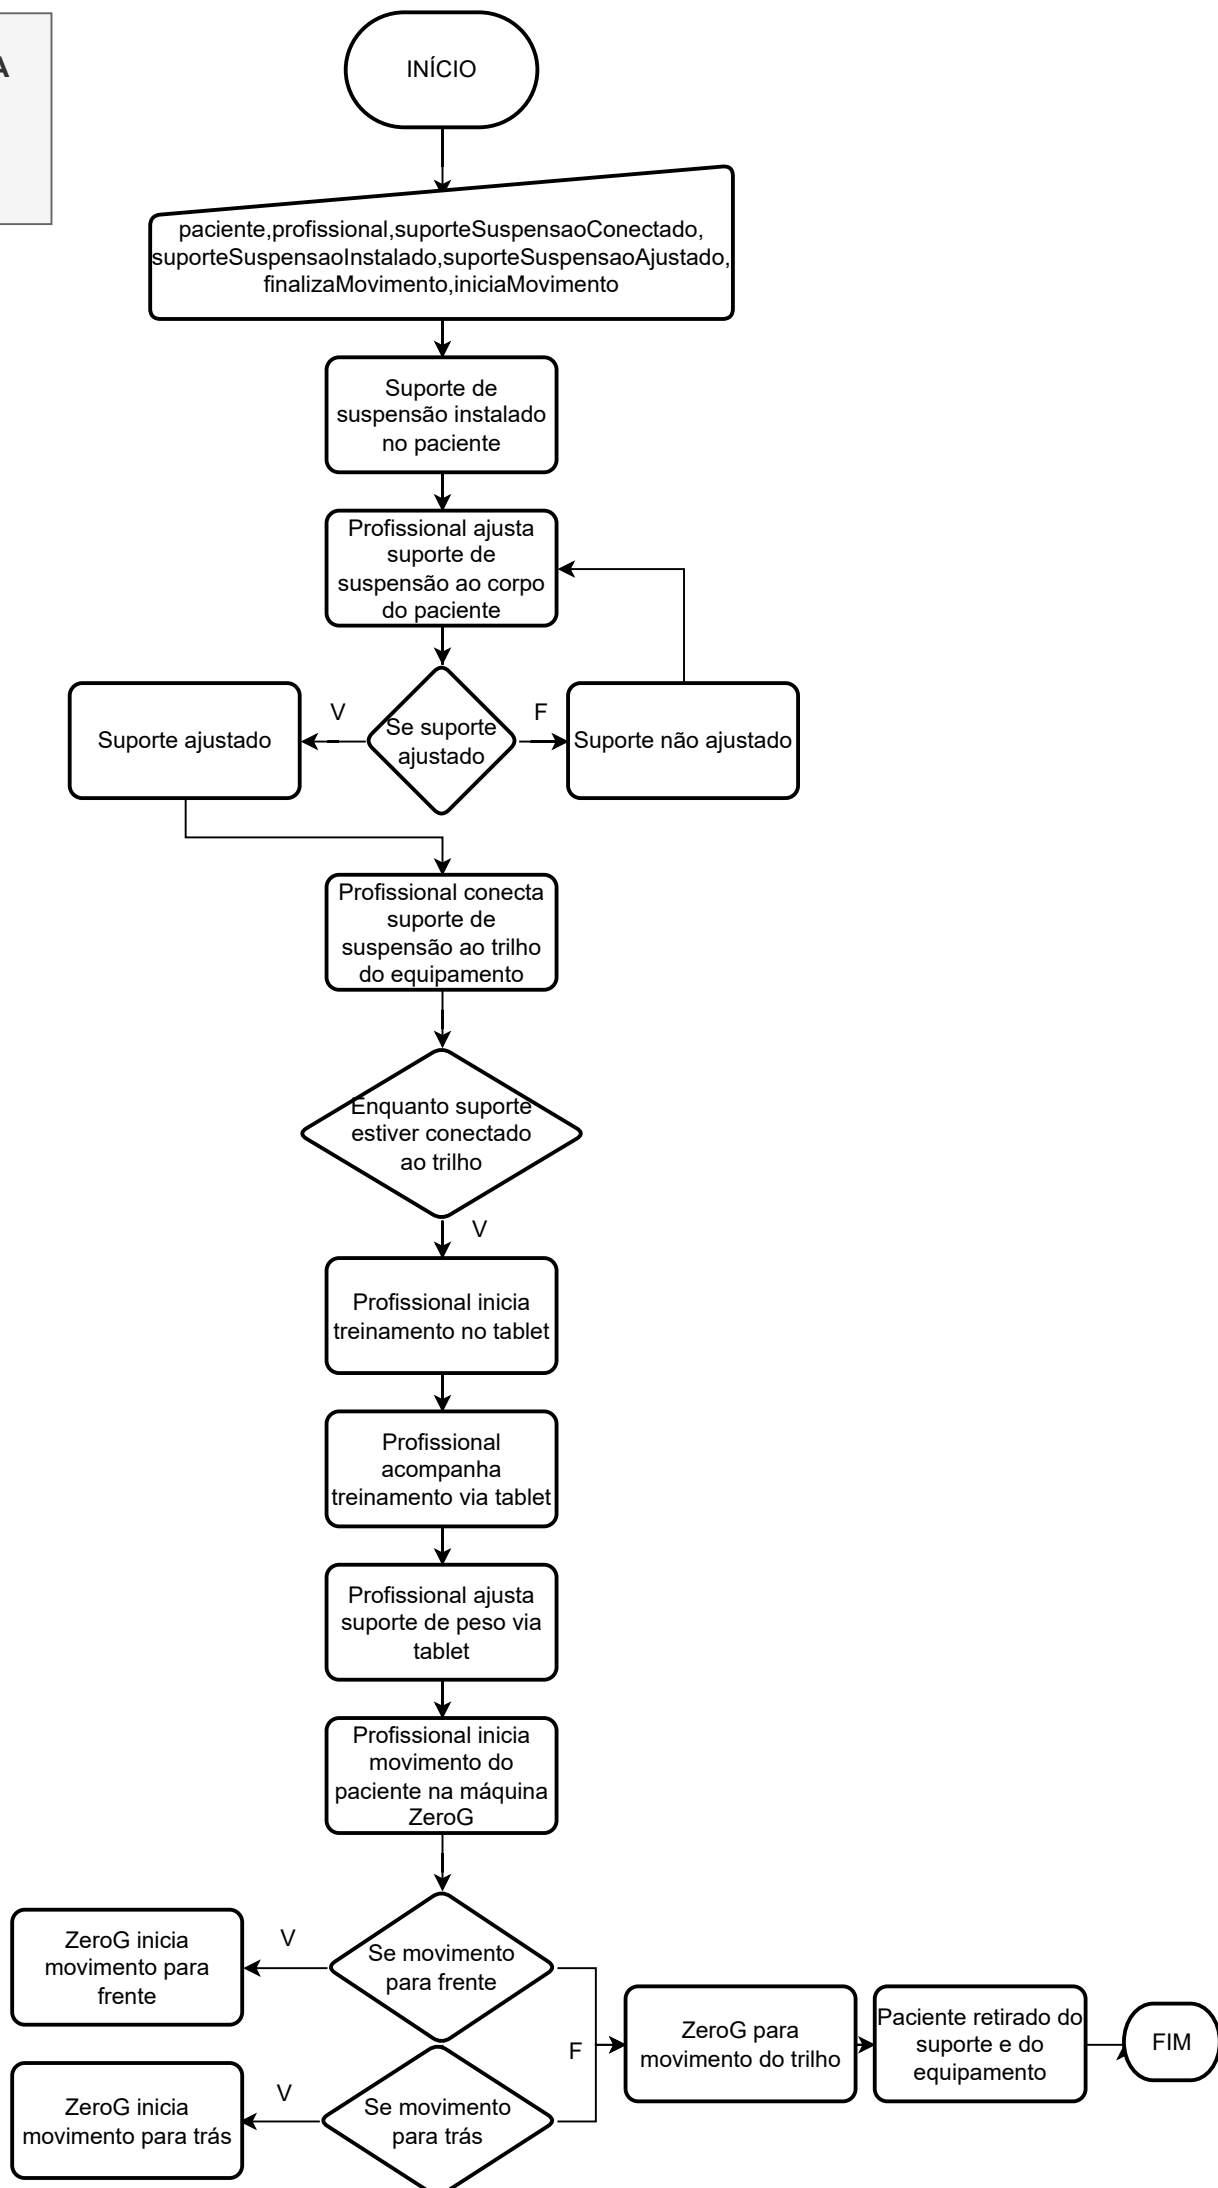 A
INÍCIO
paciente,profissional,suporteSuspensaoConectado,
suporteSuspensaoInstalado,suporteSuspensaoAjustado,
finalizaMovimento,iniciaMovimento
Suporte de
suspensão instalado
no paciente
Profissional ajusta
suporte de
suspensão ao corpo
do paciente
V
F
Suporte ajustado
Se suporte
ajustado
Suporte não ajustado
Profissional conecta
suporte de
suspensão ao trilho
do equipamento
Enquanto suporte
estiver conectado
ao trilho
V
Profissional inicia
treinamento no tablet
Profissional
acompanha
treinamento via tablet
Profissional ajusta
suporte de peso via
tablet
Profissional inicia
movimento do
paciente na máquina
ZeroG
ZeroG inicia
movimento para
frente
V
Se movimento
para frente
F
ZeroG para
movimento do trilho
Paciente retirado do
suporte e do
equipamento
FIM
ZeroG inicia
movimento para trás
V
Se movimento
para trás